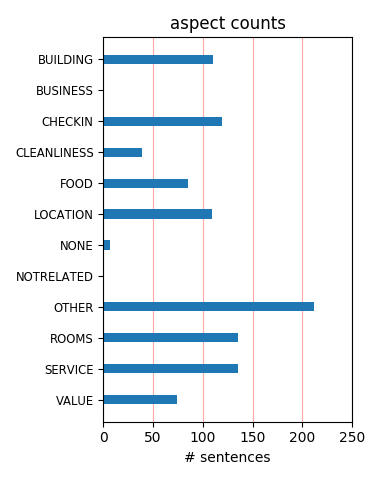 aspect counts
BUILDING
BUSINESS
CHECKIN
CLEANLINESS
FOOD
LOCATION
NONE
NOTRELATED
OTHER
ROOMS
SERVICE
VALUE
0 50 100 150 200 250
# sentences